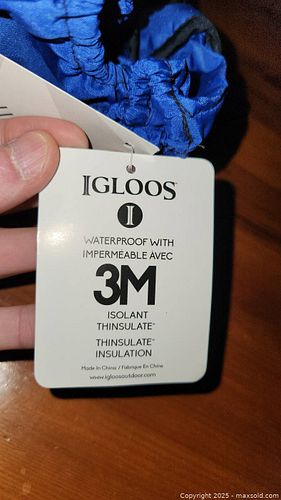 IGLOOS
I
WATERPROOF WITH
IMPERMEABLE AVEC
3M
ISOLANT
THINSULATE™
THINSULATE™
INSULATION
Made In China / Fabrique En Chine
www.igloosoutdoor.com
Copyright 2025 - maxsold.com